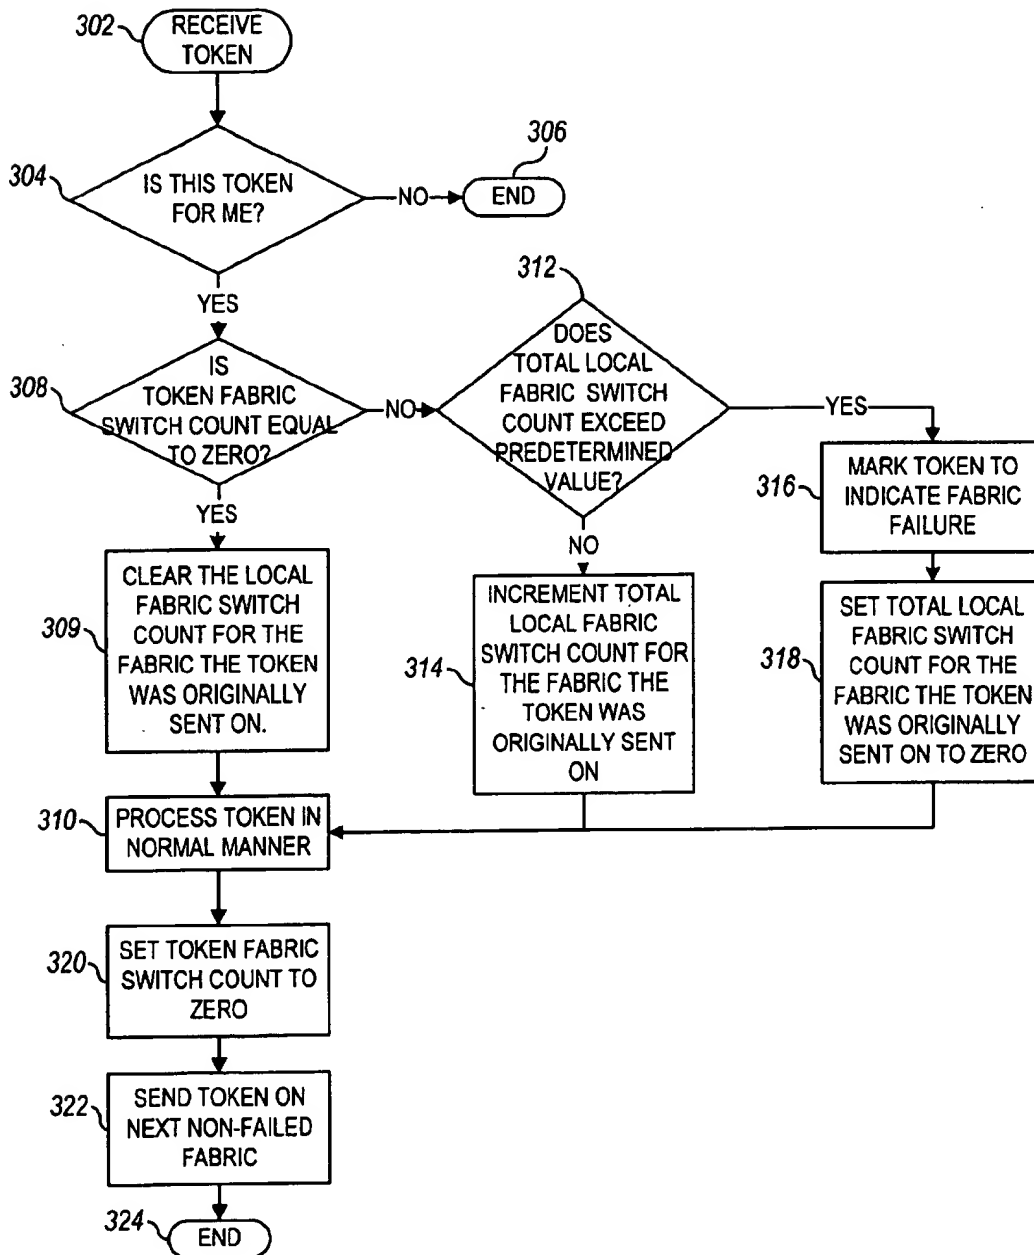 302
RECEIVE
TOKEN
304
IS THIS TOKEN
FOR ME?
NO
306
END
YES
308
IS
TOKEN FABRIC
SWITCH COUNT EQUAL
TO ZERO?
NO
312
DOES
TOTAL LOCAL
FABRIC SWITCH
COUNT EXCEED
PREDETERMINED
VALUE?
YES
316
MARK TOKEN TO
INDICATE FABRIC
FAILURE
YES
NO
309
CLEAR THE LOCAL
FABRIC SWITCH
COUNT FOR THE
FABRIC THE TOKEN
WAS ORIGINALLY
SENT ON.
314
INCREMENT TOTAL
LOCAL FABRIC
SWITCH COUNT FOR
THE FABRIC THE
TOKEN WAS
ORIGINALLY SENT
ON
318
SET TOTAL LOCAL
FABRIC SWITCH
COUNT FOR THE
FABRIC THE TOKEN
WAS ORIGINALLY
SENT ON TO ZERO
310
PROCESS TOKEN IN
NORMAL MANNER
320
SET TOKEN FABRIC
SWITCH COUNT TO
ZERO
322
SEND TOKEN ON
NEXT NON-FAILED
FABRIC
324
END